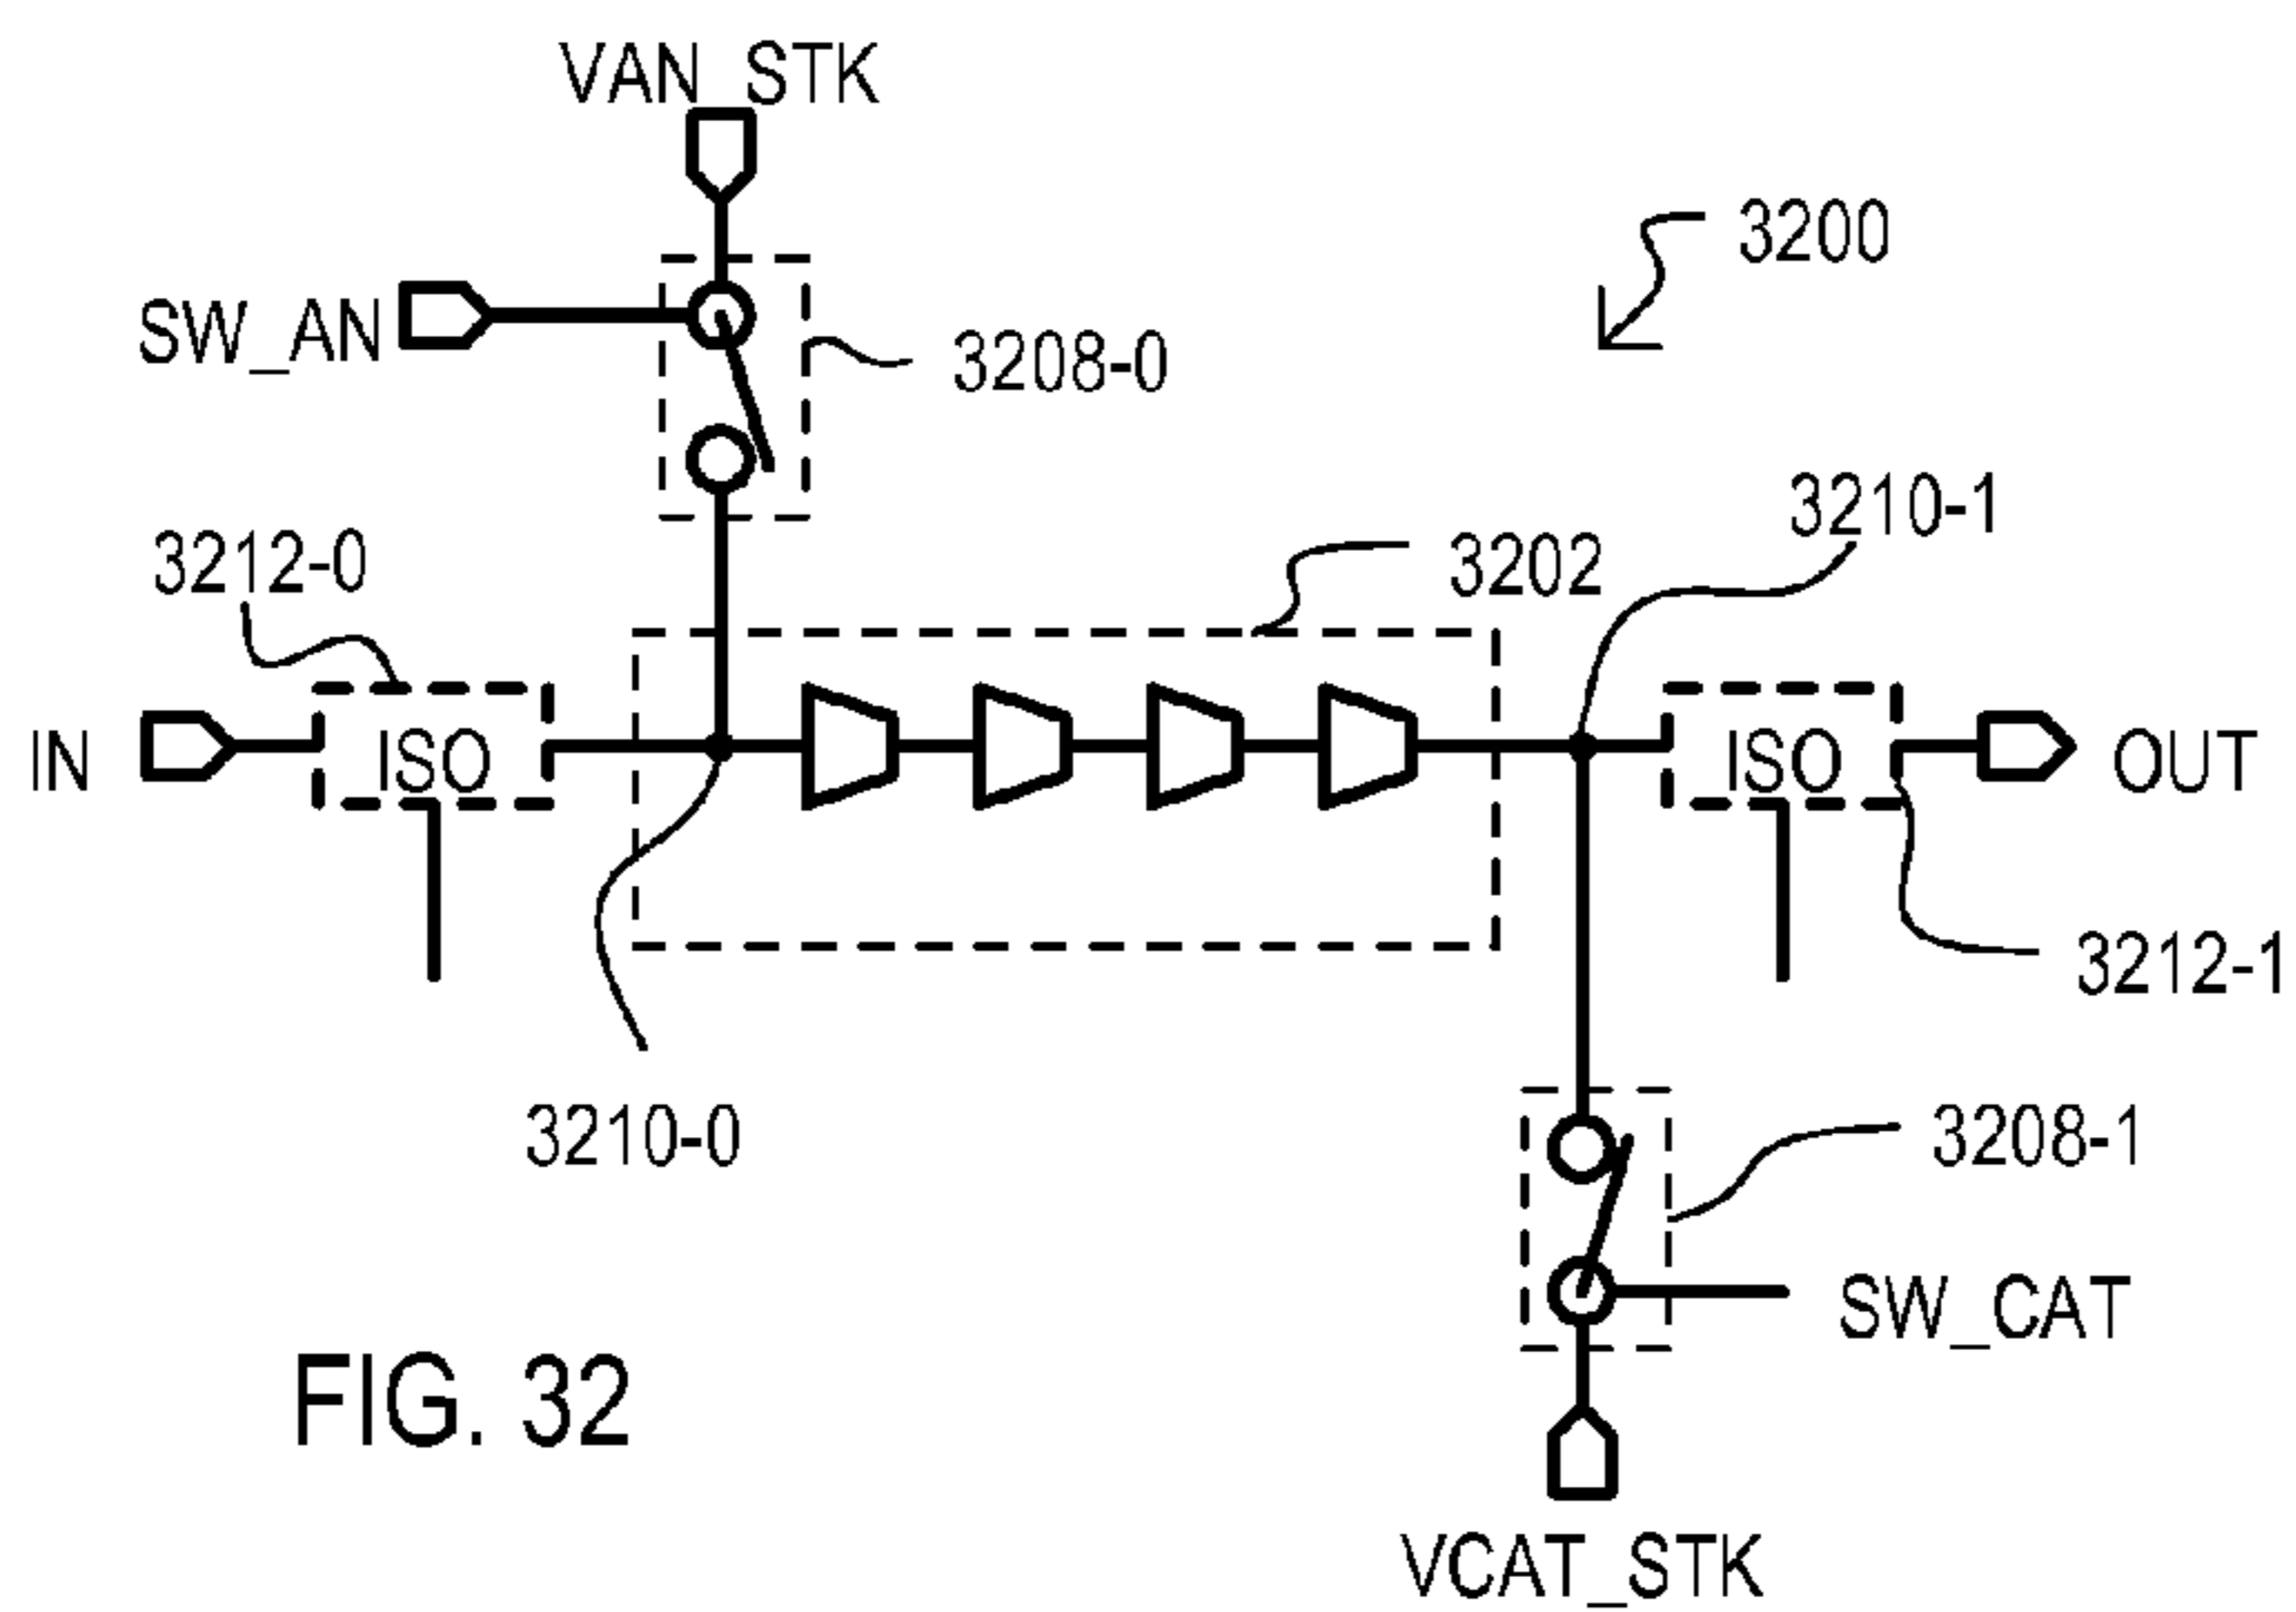 VAN_STK
3200
SW_AN
3208-0
3210-1
3212-0
3202
IN
ISO
ISO
OUT
3212-1
3210-0
3208-1
SW_CAT
FIG. 32
VCAT_STK